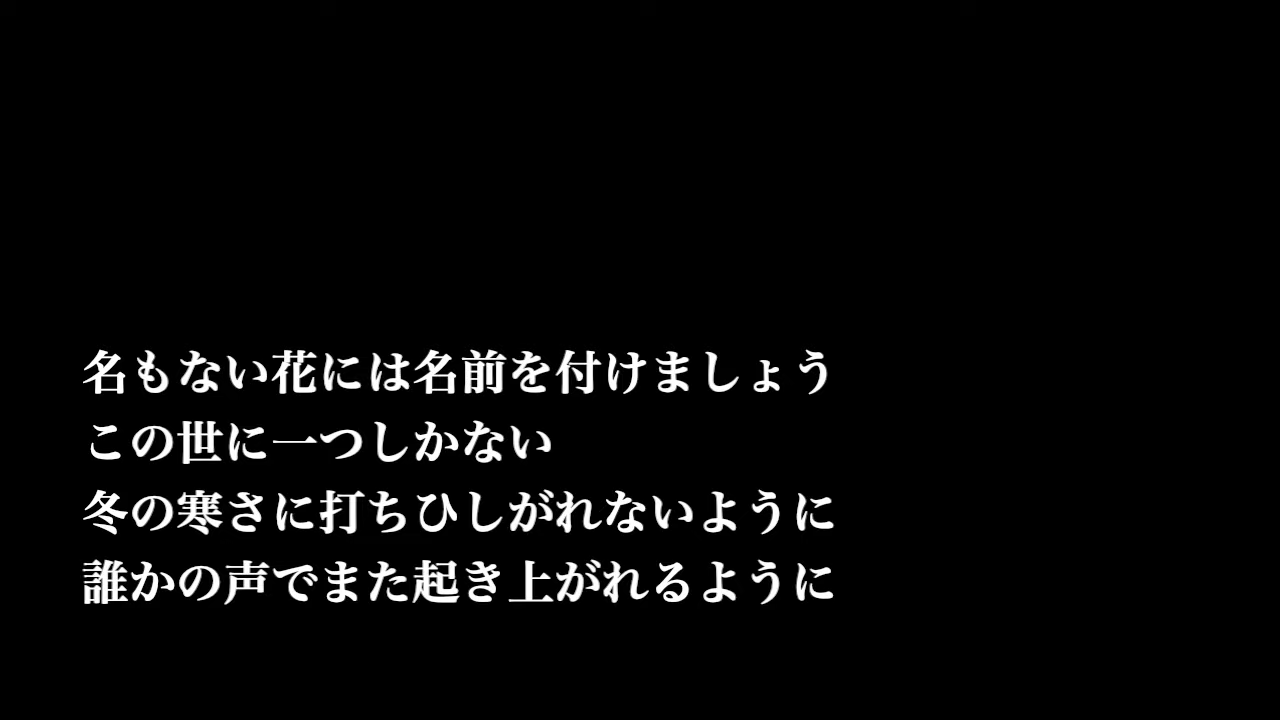 名もない花には名前を付けましょう
この世に一つしかない
冬の寒さに打ちひしがれないように
誰かの声でまた起き上がれるように